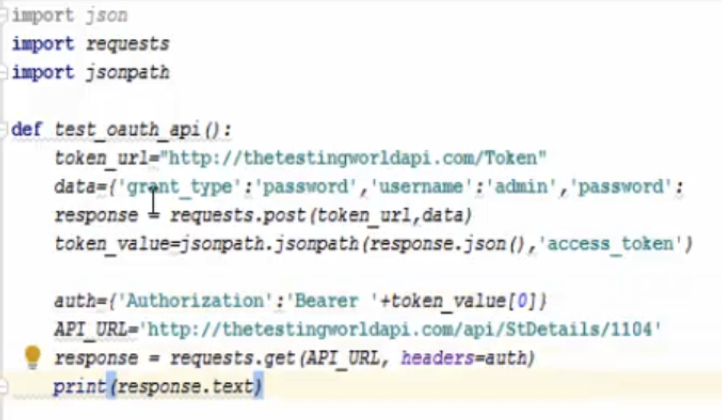 import json
import requests
import jsonpath
def test_oauth_api():
token_url="http://thetestingworldapi.com/Token"
data={'grant_type':'password','username':'admin','password':
response = requests.post(token_url,data)
token_value=jsonpath.jsonpath(response.json(),'access_token')
auth={'Authorization':'Bearer '+token_value[0]}
API_URL='http://thetestingworldapi.com/api/StDetails/1104'
response = requests.get(API_URL, headers=auth)
print(response.text)